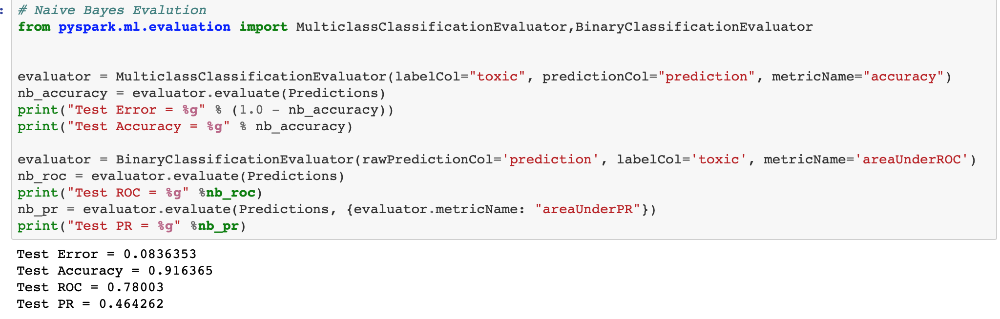 :
# Naive Bayes Evalution
from pyspark.ml.evaluation import MulticlassClassificationEvaluator,BinaryClassificationEvaluator
evaluator = MulticlassClassificationEvaluator(labelCol="toxic", predictionCol="prediction", metricName="accuracy")
nb_accuracy = evaluator.evaluate(Predictions)
print("Test Error = %g" % (1.0 - nb_accuracy))
print("Test Accuracy = %g" % nb_accuracy)
evaluator = BinaryClassificationEvaluator(rawPredictionCol='prediction', labelCol='toxic', metricName='areaUnderROC')
nb_roc = evaluator.evaluate(Predictions)
print("Test ROC = %g" %nb_roc)
nb_pr = evaluator.evaluate(Predictions, {evaluator.metricName: "areaUnderPR"})
print("Test PR = %g" %nb_pr)
Test Error = 0.0836353
Test Accuracy = 0.916365
Test ROC = 0.78003
Test PR = 0.464262